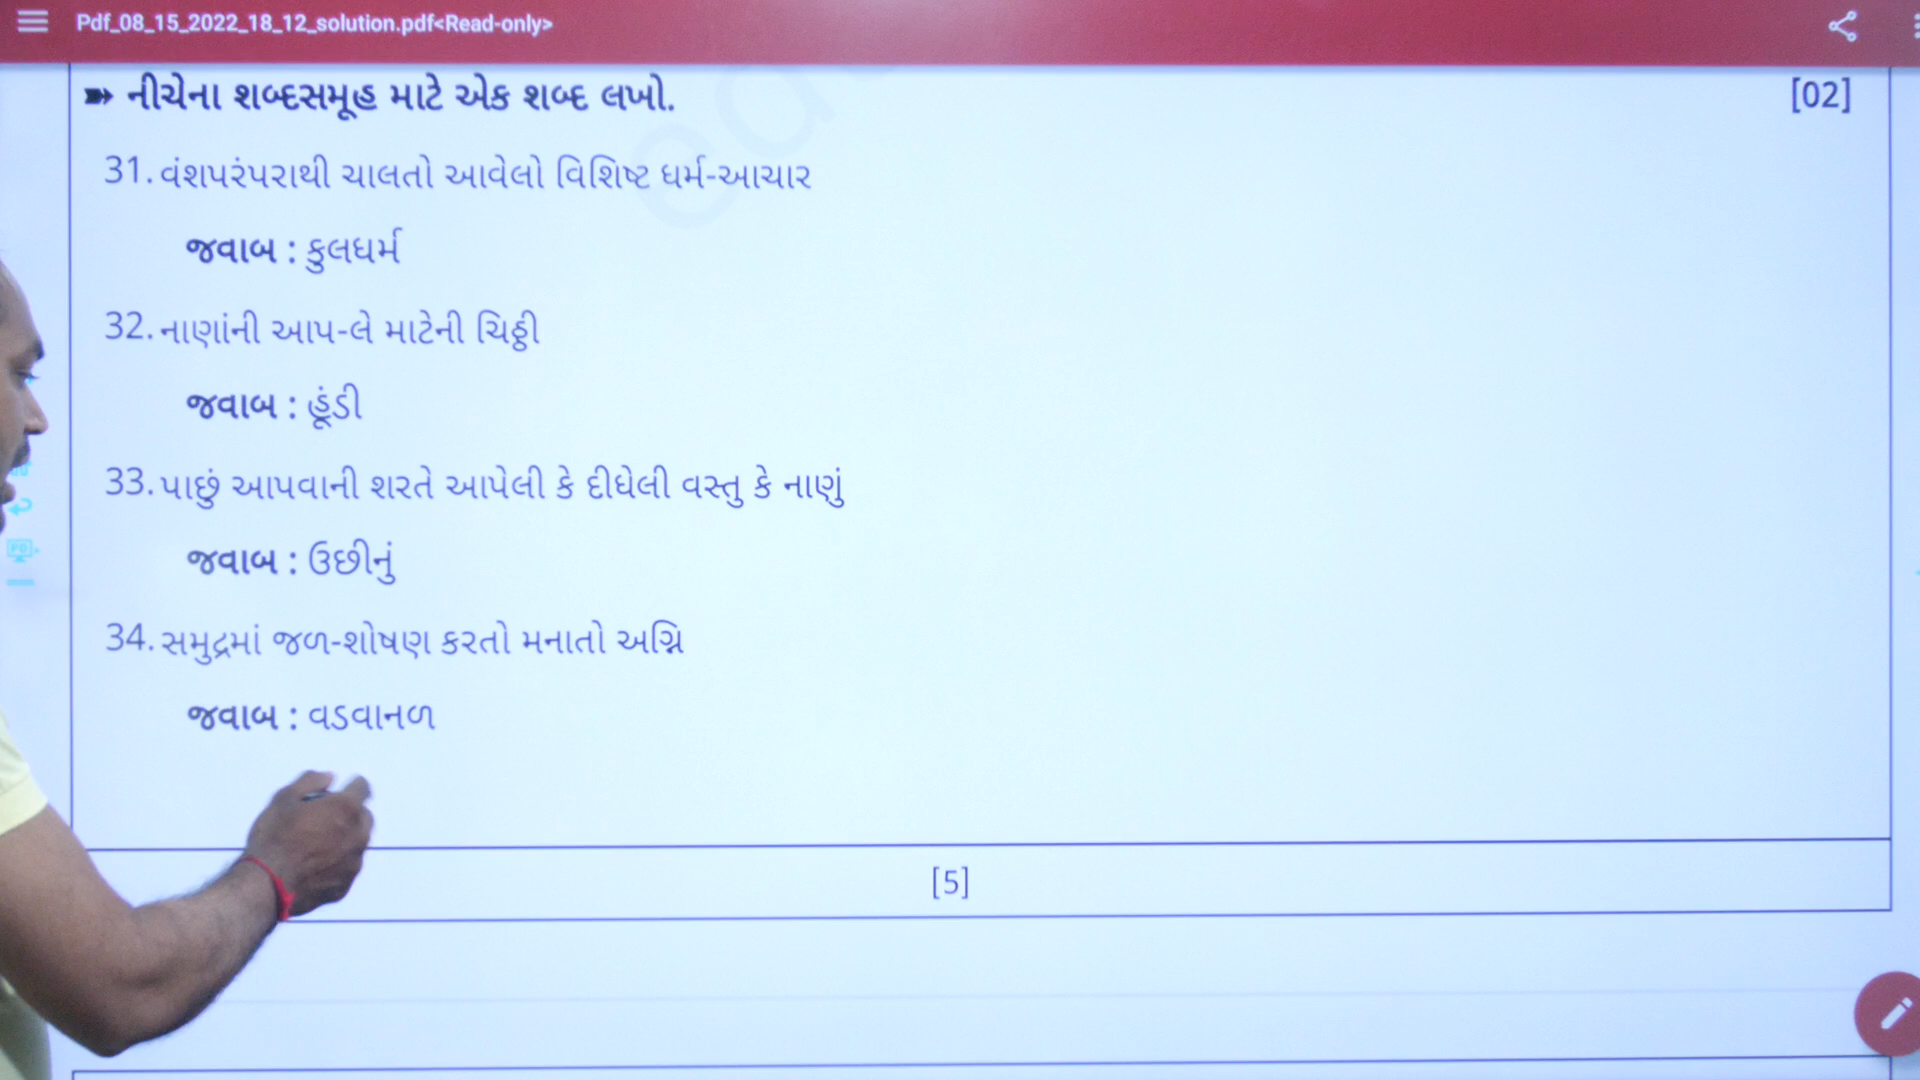 Pdf_08_15_2022_18_12_solution.pdf<Read-only>
➽ નીચેના શબ્દસમૂહ માટે એક શબ્દ લખો. [02]
31. વંશપરંપરાથી ચાલતો આવેલો વિશિષ્ટ ધર્મ-આચાર
જવાબ : કુલધર્મ
32. નાણાંની આપ-લે માટેની ચિઠ્ઠી
જવાબ : હૂંડી
33. પાછું આપવાની શરતે આપેલી કે દીધેલી વસ્તુ કે નાણું
જવાબ : ઉછીનું
34. સમુદ્રમાં જળ-શોષણ કરતો મનાતો અગ્નિ
જવાબ : વડવાનળ
[5]